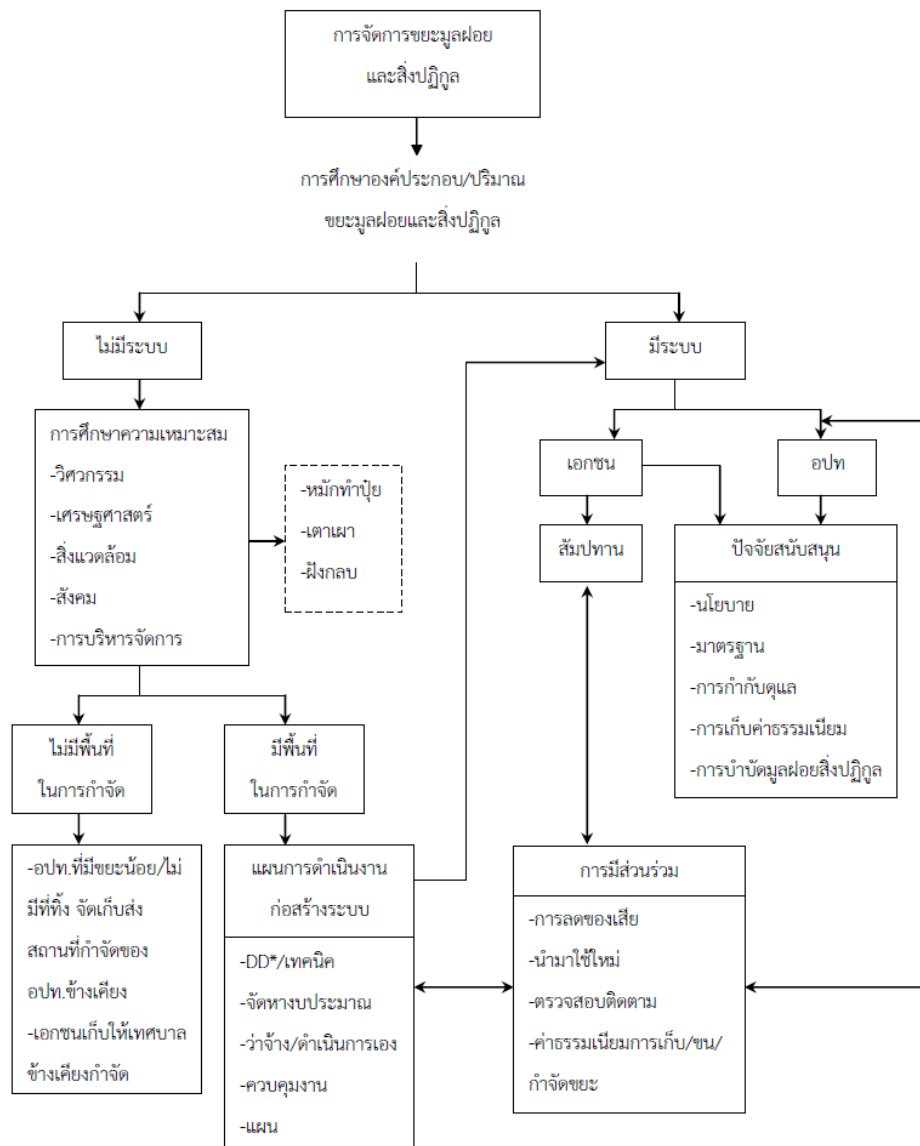 การจัดการขยะมูลฝอย
และสิ่งปฏิกูล
การศึกษาองค์ประกอบ/ปริมาณ
ขยะมูลฝอยและสิ่งปฏิกูล
ไม่มีระบบ
มีระบบ
การศึกษาความเหมาะสม
-วิศวกรรม
-เศรษฐศาสตร์
-สิ่งแวดล้อม
-สังคม
-การบริหารจัดการ
-หมักทำปุ๋ย
-เตาเผา
-ฝังกลบ
เอกชน
อปท
สัมปทาน
ปัจจัยสนับสนุน
-นโยบาย
-มาตรฐาน
-การกำกับดุแล
-การเก็บค่าธรรมเนียม
-การบำบัดมูลฝอยสิ่งปฏิกูล
ไม่มีพื้นที่
ในการกำจัด
มีพื้นที่
ในการกำจัด
-อปท.ที่มีขยะน้อย/ไม่
มีที่ทิ้ง จัดเก็บส่ง
สถานที่กำจัดของ
อปท.ข้างเคียง
-เอกชนเก็บให้เทศบาล
ข้างเคียงกำจัด
แผนการดำเนินงาน
ก่อสร้างระบบ
-DD*/เทคนิค
-จัดหางบประมาณ
-ว่าจ้าง/ดำเนินการเอง
-ควบคุมงาน
-แผน
การมีส่วนร่วม
-การลดของเสีย
-นำมาใช้ใหม่
-ตรวจสอบติดตาม
-ค่าธรรมเนียมการเก็บ/ขน/
กำจัดขยะ